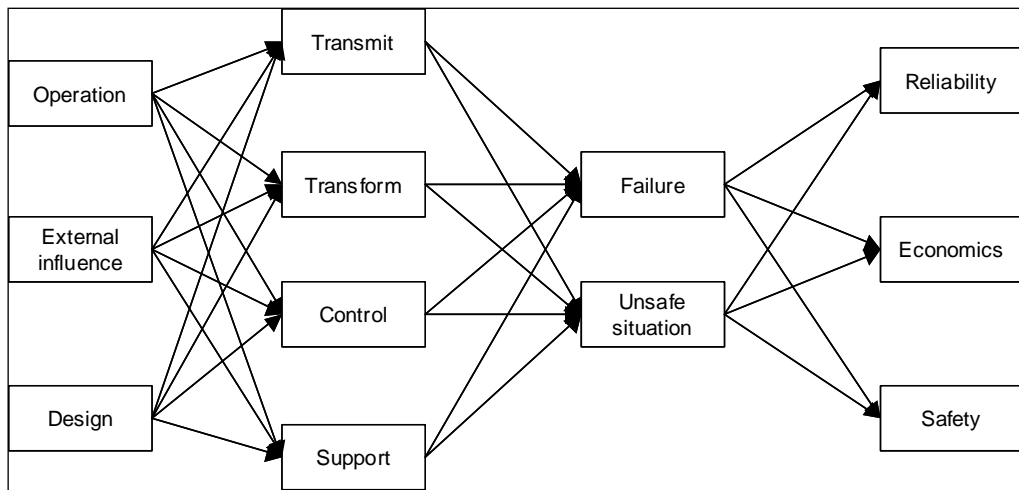 Operation
External
influence
Design
Transmit
Transform
Control
Support
Failure
Unsafe
situation
Reliability
Economics
Safety